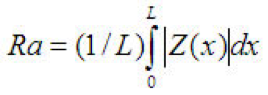 Ra = (1/L)∫₀ᴸ|Z(x)|dx